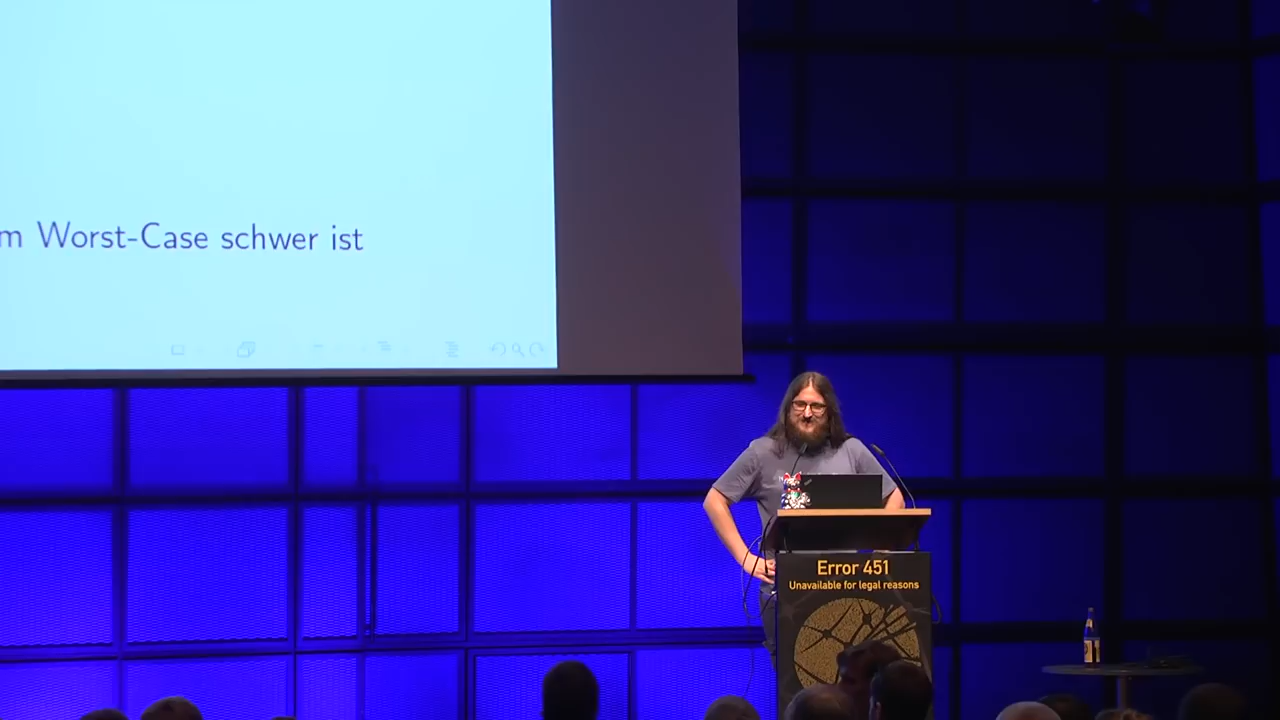 m Worst-Case schwer ist
Error 451
Unavailable for legal reasons